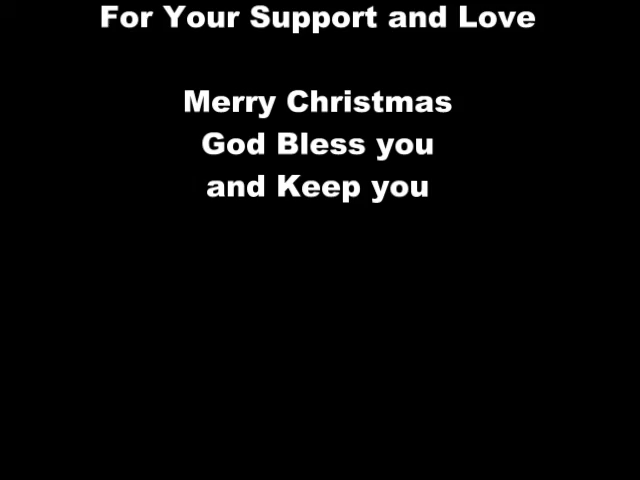 For Your Support and Love
Merry Christmas
God Bless you
and Keep you